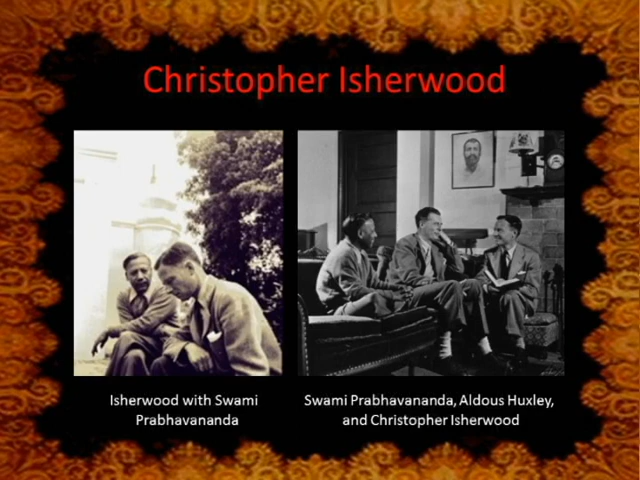 Christopher Isherwood
Isherwood with Swami
Prabhavananda
Swami Prabhavananda, Aldous Huxley,
and Christopher Isherwood